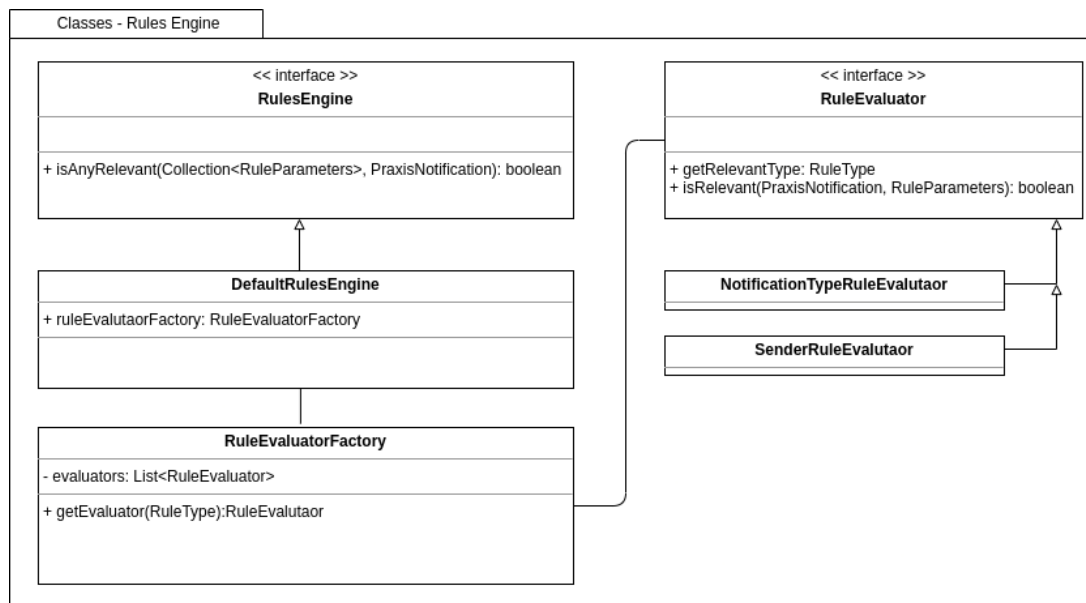 Classes - Rules Engine
<< interface >>
RulesEngine
+ isAnyRelevant(Collection<RuleParameters>, PraxisNotification): boolean
DefaultRulesEngine
+ ruleEvalutaorFactory: RuleEvaluatorFactory
RuleEvaluatorFactory
- evaluators: List<RuleEvaluator>
+ getEvaluator(RuleType):RuleEvalutaor
<< interface >>
RuleEvaluator
+ getRelevantType: RuleType
+ isRelevant(PraxisNotification, RuleParameters): boolean
NotificationTypeRuleEvalutaor
SenderRuleEvalutaor